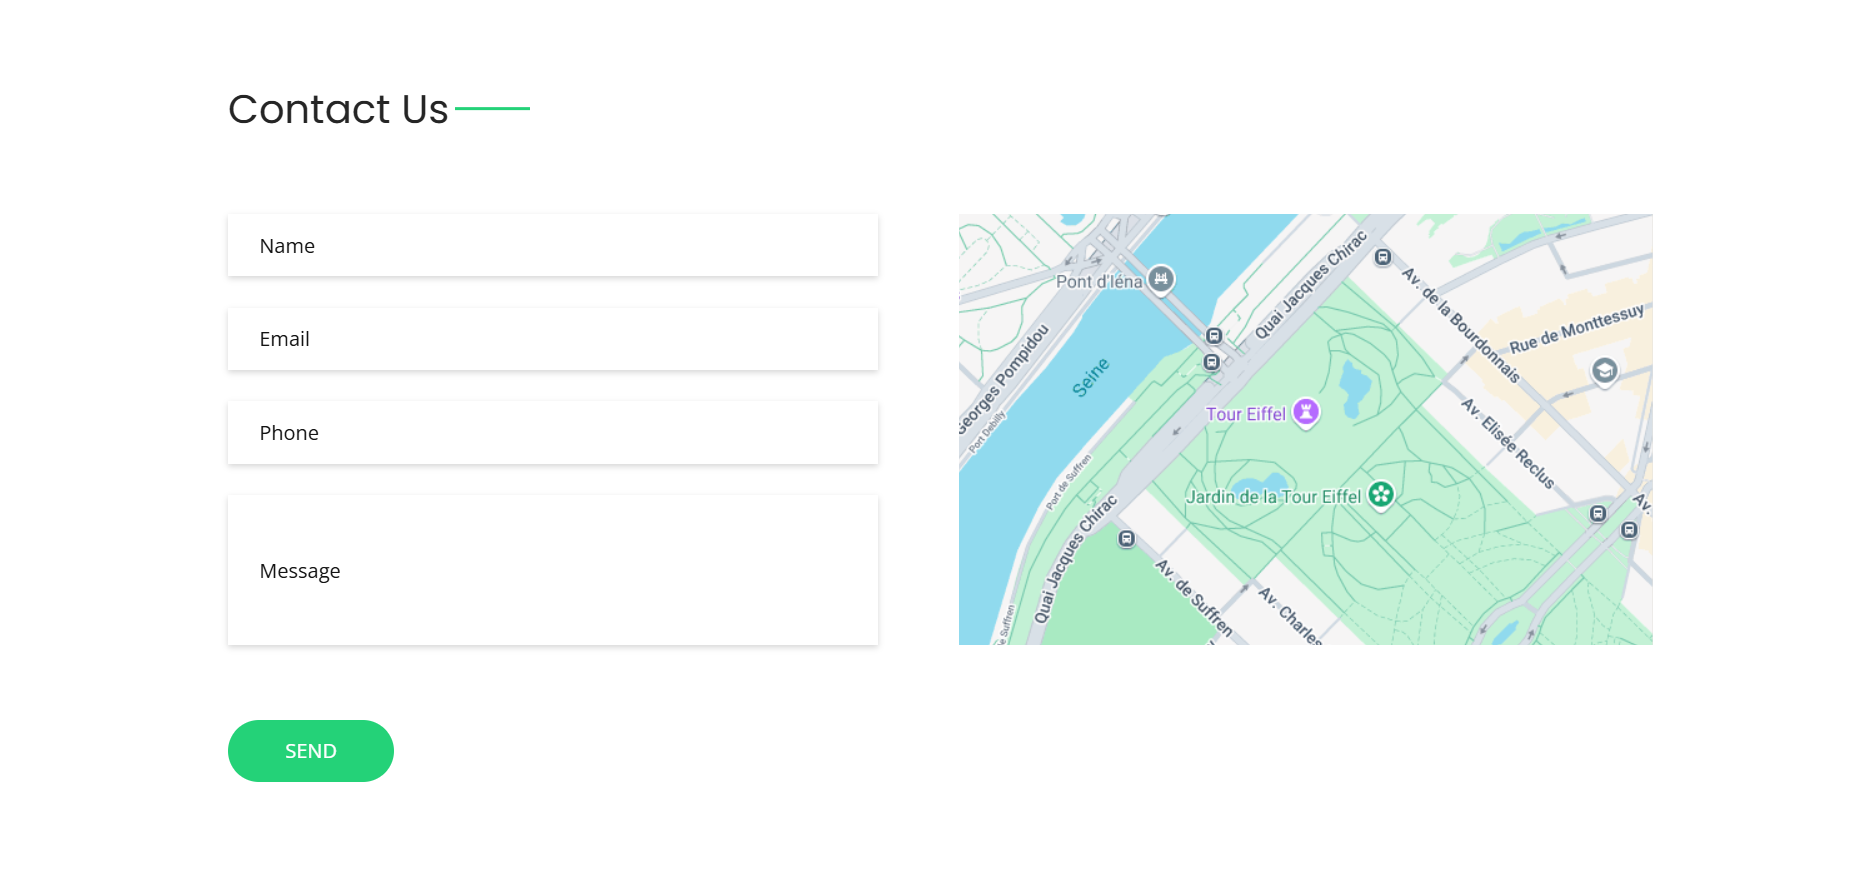 Contact Us
Name
Email
Phone
Message
SEND
Pont d'Iéna
Quai Jacques Chirac
Av. de la Bourdonnais
Rue de Monttessuy
Georges Pompidou
Port Debilly
Seine
Tour Eiffel
Av. Elisée Reclus
Port de Suffren
Jardin de la Tour Eiffel
Quai Jacques Chirac
Av. de Suffren
Av. Charles
Av.
Suffren